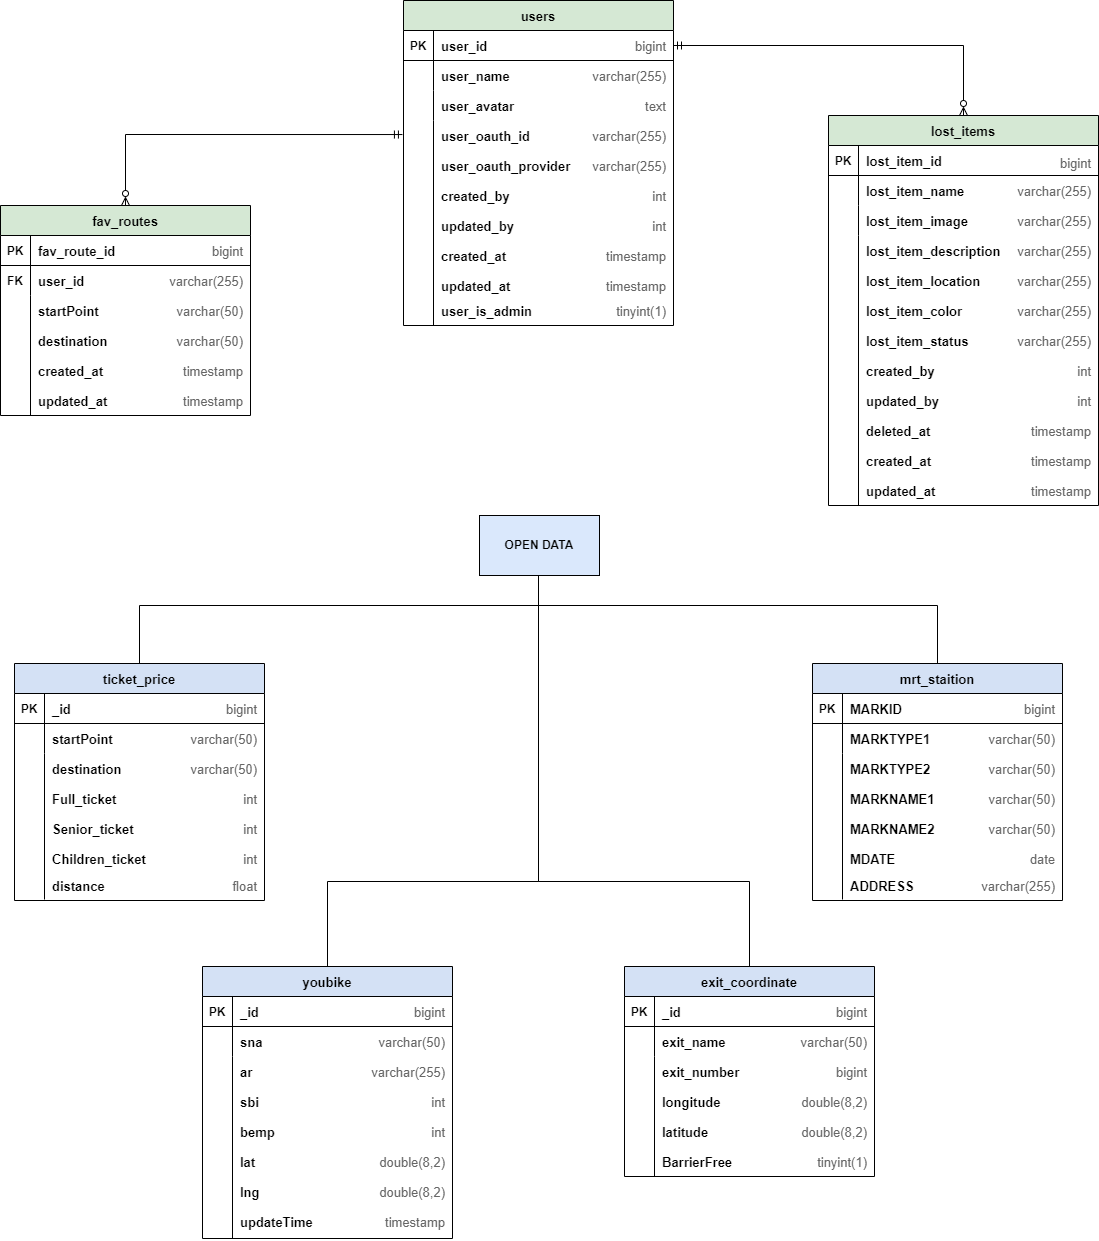 users
PK user_id bigint
user_name varchar(255)
user_avatar text
user_oauth_id varchar(255)
user_oauth_provider varchar(255)
created_by int
updated_by int
created_at timestamp
updated_at timestamp
user_is_admin tinyint(1)
lost_items
PK lost_item_id bigint
lost_item_name varchar(255)
lost_item_image varchar(255)
lost_item_description varchar(255)
lost_item_location varchar(255)
lost_item_color varchar(255)
lost_item_status varchar(255)
created_by int
updated_by int
deleted_at timestamp
created_at timestamp
updated_at timestamp
fav_routes
PK fav_route_id bigint
FK user_id varchar(255)
startPoint varchar(50)
destination varchar(50)
created_at timestamp
updated_at timestamp
OPEN DATA
ticket_price
PK _id bigint
startPoint varchar(50)
destination varchar(50)
Full_ticket int
Senior_ticket int
Children_ticket int
distance float
mrt_staition
PK MARKID bigint
MARKTYPE1 varchar(50)
MARKTYPE2 varchar(50)
MARKNAME1 varchar(50)
MARKNAME2 varchar(50)
MDATE date
ADDRESS varchar(255)
youbike
PK _id bigint
sna varchar(50)
ar varchar(255)
sbi int
bemp int
lat double(8,2)
lng double(8,2)
updateTime timestamp
exit_coordinate
PK _id bigint
exit_name varchar(50)
exit_number bigint
longitude double(8,2)
latitude double(8,2)
BarrierFree tinyint(1)